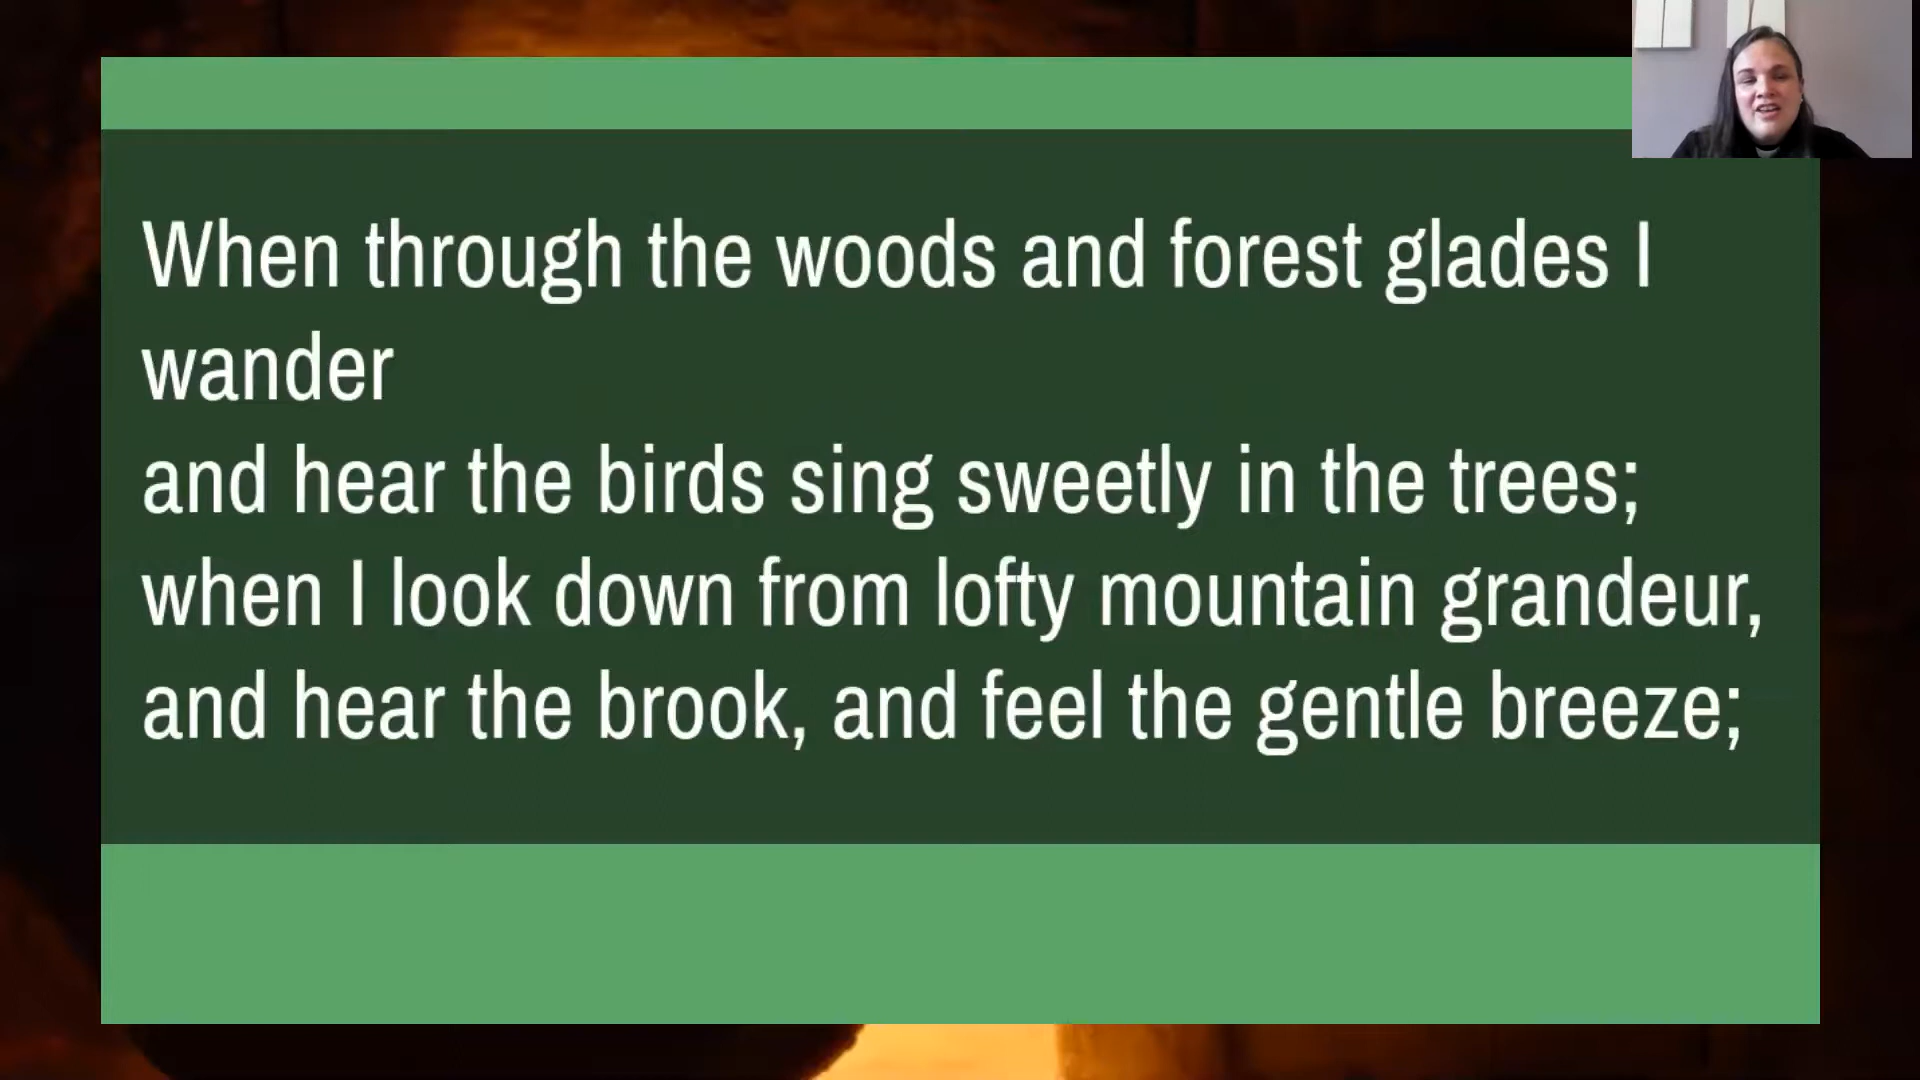 When through the woods and forest glades I
wander
and hear the birds sing sweetly in the trees;
when I look down from lofty mountain grandeur,
and hear the brook, and feel the gentle breeze;